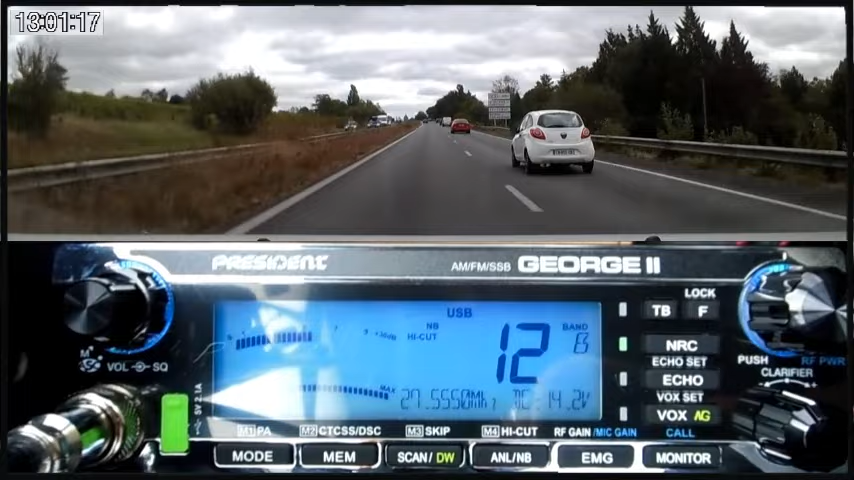 13:01:17
PRESIDENT
AM/FM/SSB GEORGE II
LOCK
TB F
USB
NB
HI-CUT
12
BAND
B
NRC
ECHO SET
ECHO
VOX SET
VOX AG
CALL
M VOL SQ
PUSH RF PWR
CLARIFIER
5V 2.1A
MAX
27.5550MHz DC:14.2V
M1 PA M2 CTCSS/DSC M3 SKIP M4 HI-CUT RF GAIN/MIC GAIN
MODE MEM SCAN/DW ANL/NB EMG MONITOR